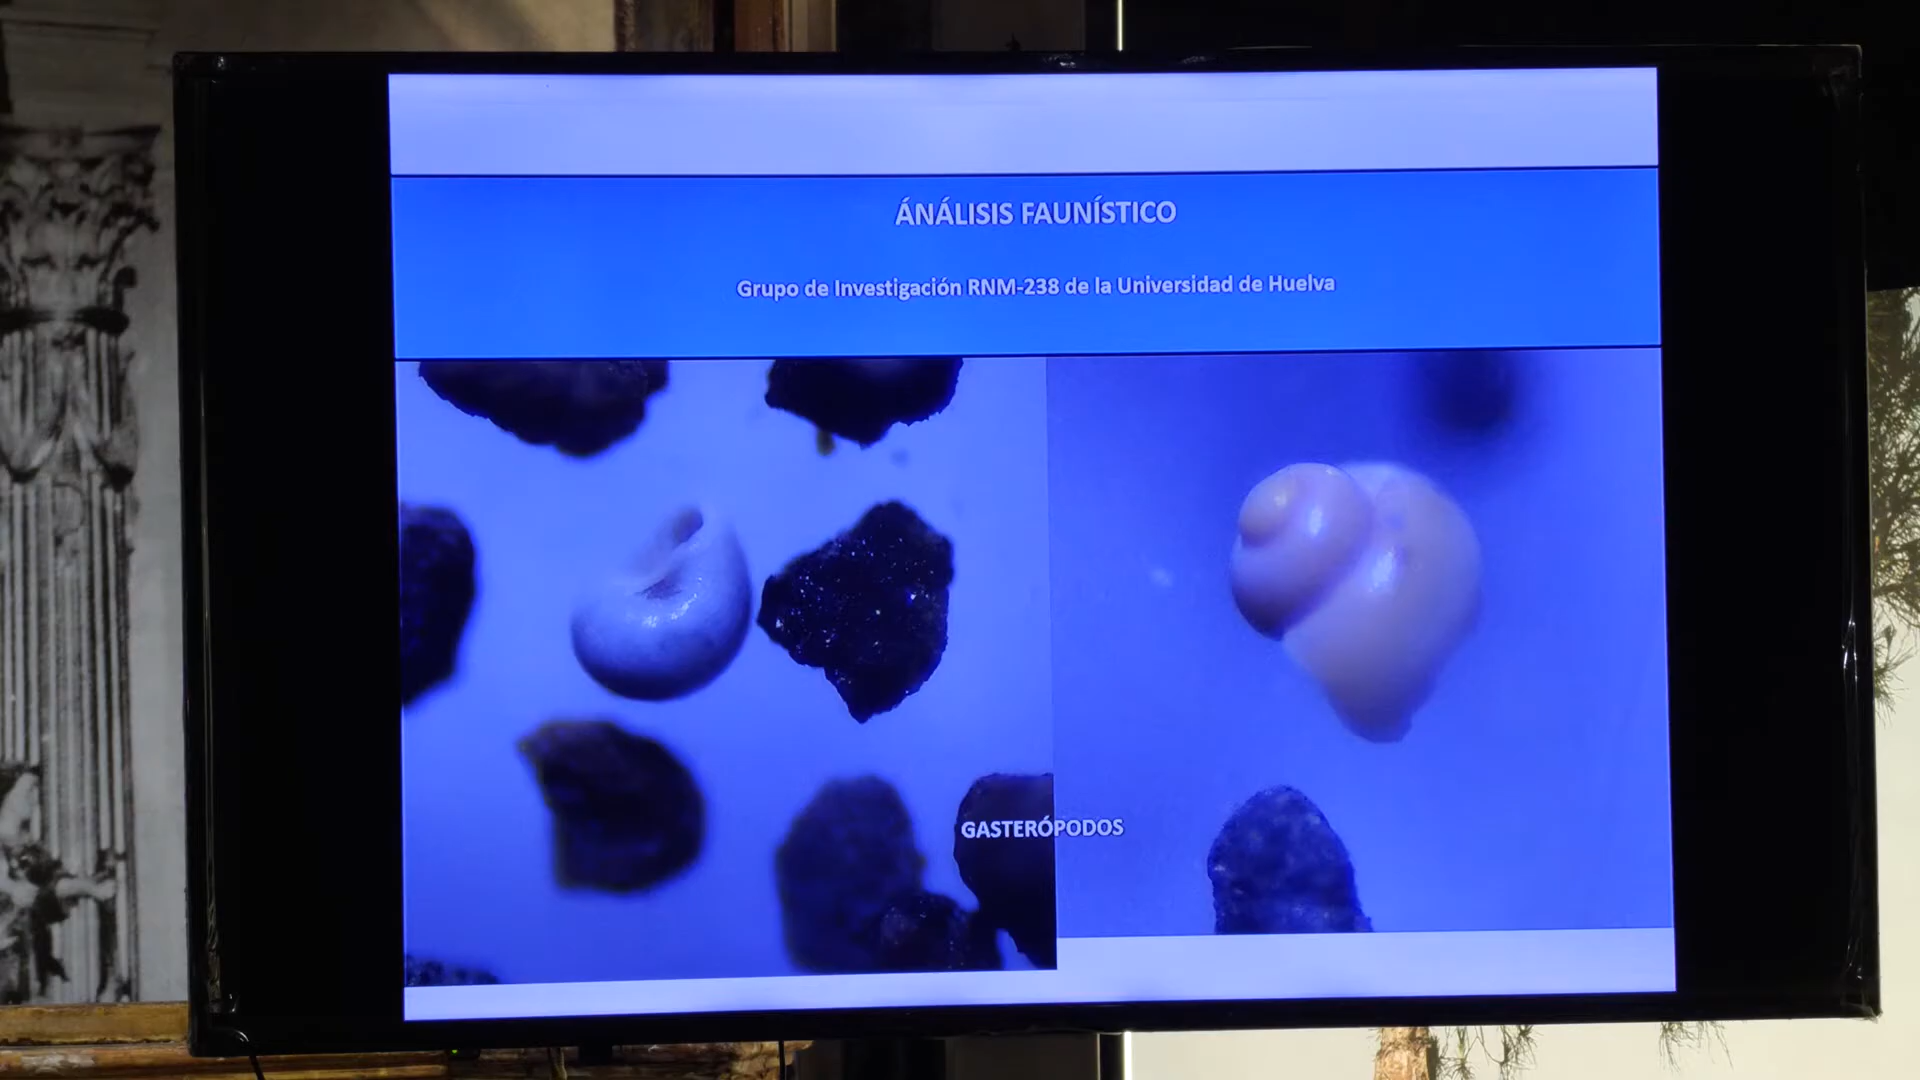 ÁNÁLISIS FAUNÍSTICO
Grupo de Investigación RNM-238 de la Universidad de Huelva
GASTERÓPODOS